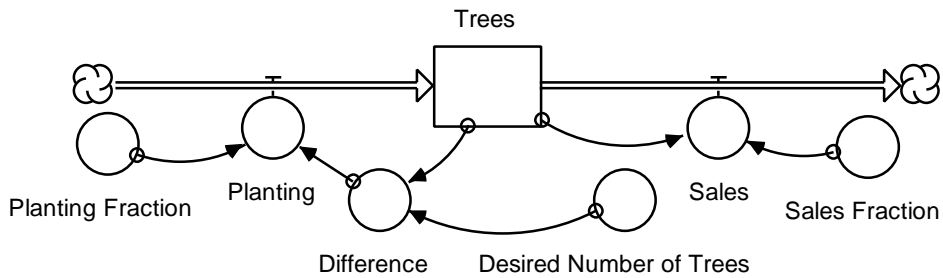 Trees
Planting Fraction
Planting
Difference
Desired Number of Trees
Sales
Sales Fraction